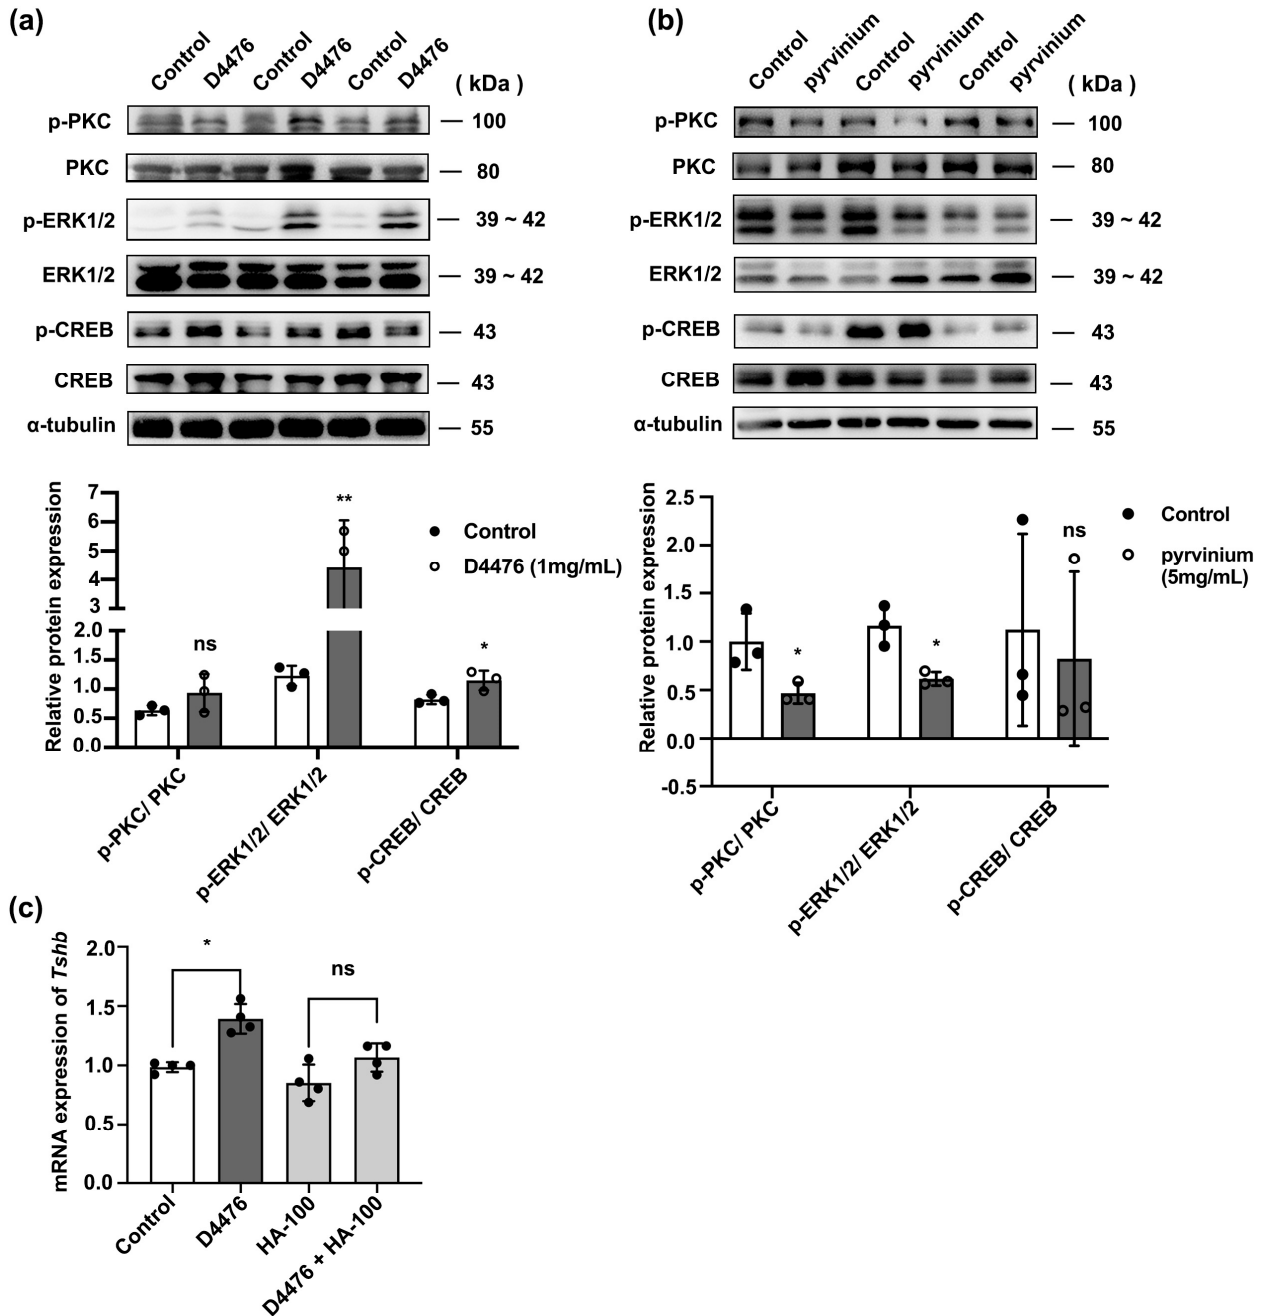 (a)
Control D4476 Control D4476 Control D4476
( kDa )
p-PKC — 100
PKC — 80
p-ERK1/2 — 39 ~ 42
ERK1/2 — 39 ~ 42
p-CREB — 43
CREB — 43
α-tubulin — 55
Relative protein expression
7
6
5
4
3
2.0
1.5
1.0
0.5
0.0
ns
**
*
Control
D4476 (1mg/mL)
p-PKC/ PKC
p-ERK1/2/ ERK1/2
p-CREB/ CREB
(b)
Control pyrvinium Control pyrvinium Control pyrvinium
( kDa )
p-PKC — 100
PKC — 80
p-ERK1/2 — 39 ~ 42
ERK1/2 — 39 ~ 42
p-CREB — 43
CREB — 43
α-tubulin — 55
Relative protein expression
2.5
2.0
1.5
1.0
0.5
0.0
-0.5
*
*
ns
Control
pyrvinium
(5mg/mL)
p-PKC/ PKC
p-ERK1/2/ ERK1/2
p-CREB/ CREB
(c)
mRNA expression of Tshb
2.0
1.5
1.0
0.5
0.0
*
ns
Control
D4476
HA-100
D4476 + HA-100